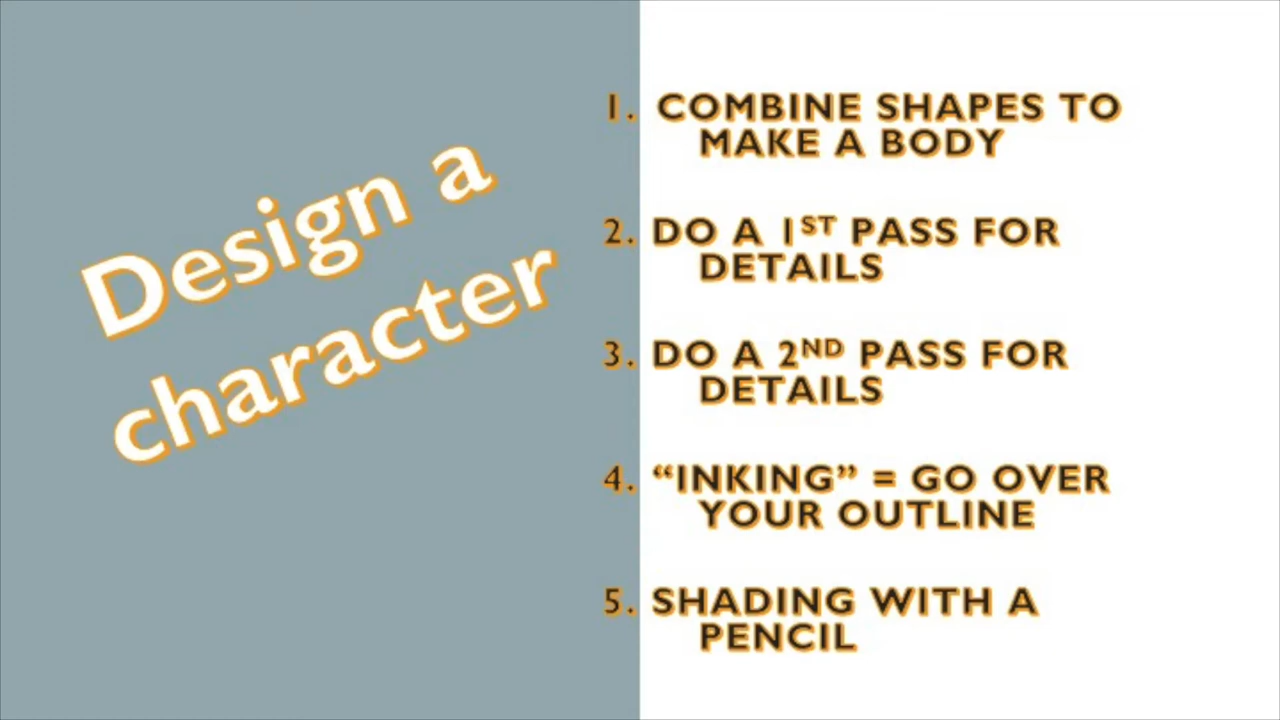 Design a
character
1. COMBINE SHAPES TO
MAKE A BODY
2. DO A 1ST PASS FOR
DETAILS
3. DO A 2ND PASS FOR
DETAILS
4. “INKING” = GO OVER
YOUR OUTLINE
5. SHADING WITH A
PENCIL